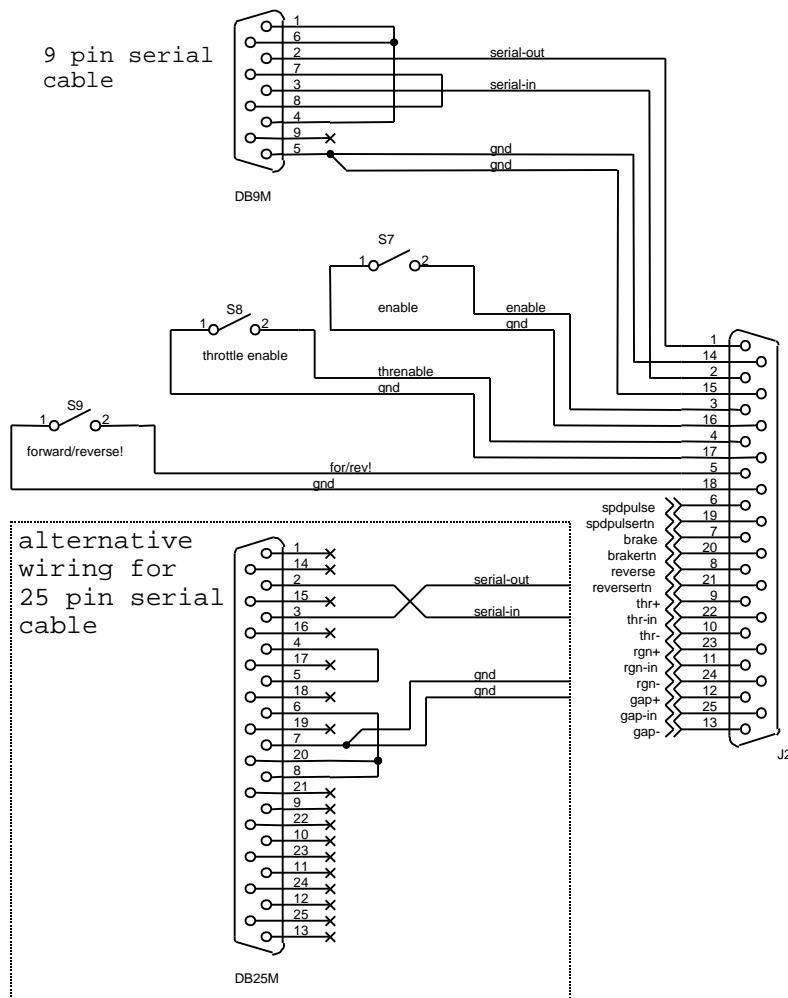 9 pin serial
cable
1
6
2
7
3
8
4
9
5
DB9M
serial-out
serial-in
gnd
gnd
S7
1 2
enable
enable
gnd
S8
1 2
throttle enable
threnable
gnd
S9
1 2
forward/reverse!
for/rev!
gnd
1
14
2
15
3
16
4
17
5
18
spdpulse 6
spdpulsertn 19
brake 7
brakertn 20
reverse 8
reversertn 21
thr+ 9
thr-in 22
thr- 10
rgn+ 23
rgn-in 11
rgn- 24
gap+ 12
gap-in 25
gap- 13
J2
alternative
wiring for
25 pin serial
cable
1
14
2
15
3
16
4
17
5
18
6
19
7
20
8
21
9
22
10
23
11
24
12
25
13
DB25M
serial-out
serial-in
gnd
gnd